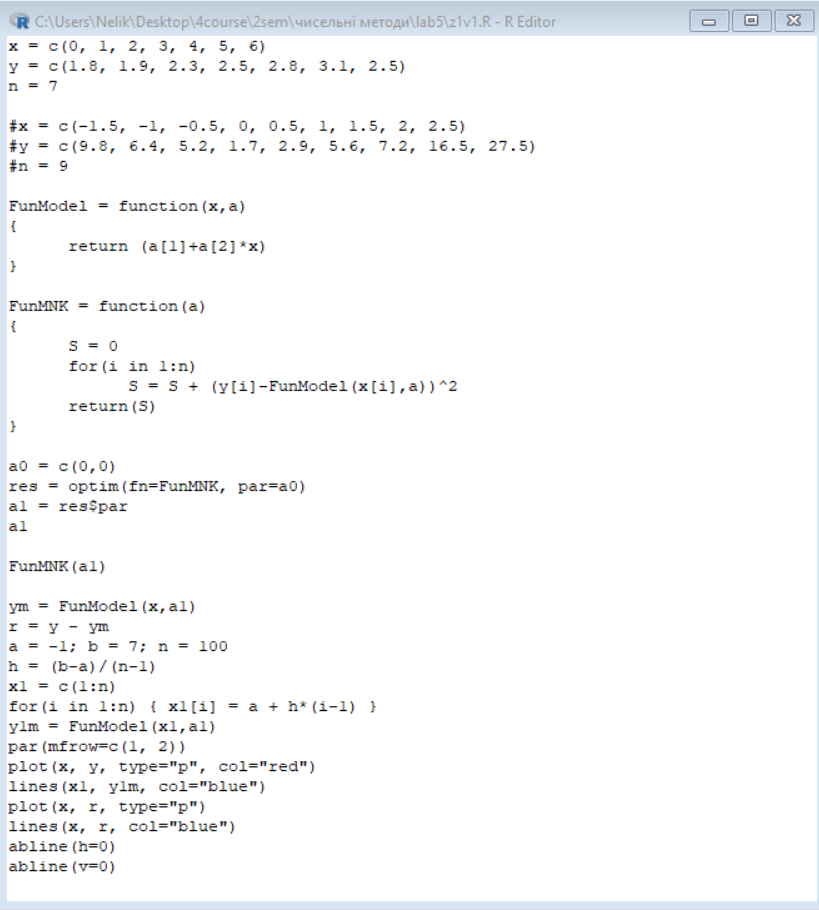 C:\Users\Nelik\Desktop\4course\2sem\чисельні методи\lab5\z1v1.R - R Editor
x = c(0, 1, 2, 3, 4, 5, 6)
y = c(1.8, 1.9, 2.3, 2.5, 2.8, 3.1, 2.5)
n = 7
#x = c(-1.5, -1, -0.5, 0, 0.5, 1, 1.5, 2, 2.5)
#y = c(9.8, 6.4, 5.2, 1.7, 2.9, 5.6, 7.2, 16.5, 27.5)
#n = 9
FunModel = function(x,a)
{
return (a[1]+a[2]*x)
}
FunMNK = function(a)
{
S = 0
for(i in 1:n)
S = S + (y[i]-FunModel(x[i],a))^2
return(S)
}
a0 = c(0,0)
res = optim(fn=FunMNK, par=a0)
a1 = res$par
a1
FunMNK(a1)
ym = FunModel(x,a1)
r = y - ym
a = -1; b = 7; n = 100
h = (b-a)/(n-1)
x1 = c(1:n)
for(i in 1:n) { x1[i] = a + h*(i-1) }
y1m = FunModel(x1,a1)
par(mfrow=c(1, 2))
plot(x, y, type="p", col="red")
lines(x1, y1m, col="blue")
plot(x, r, type="p")
lines(x, r, col="blue")
abline(h=0)
abline(v=0)